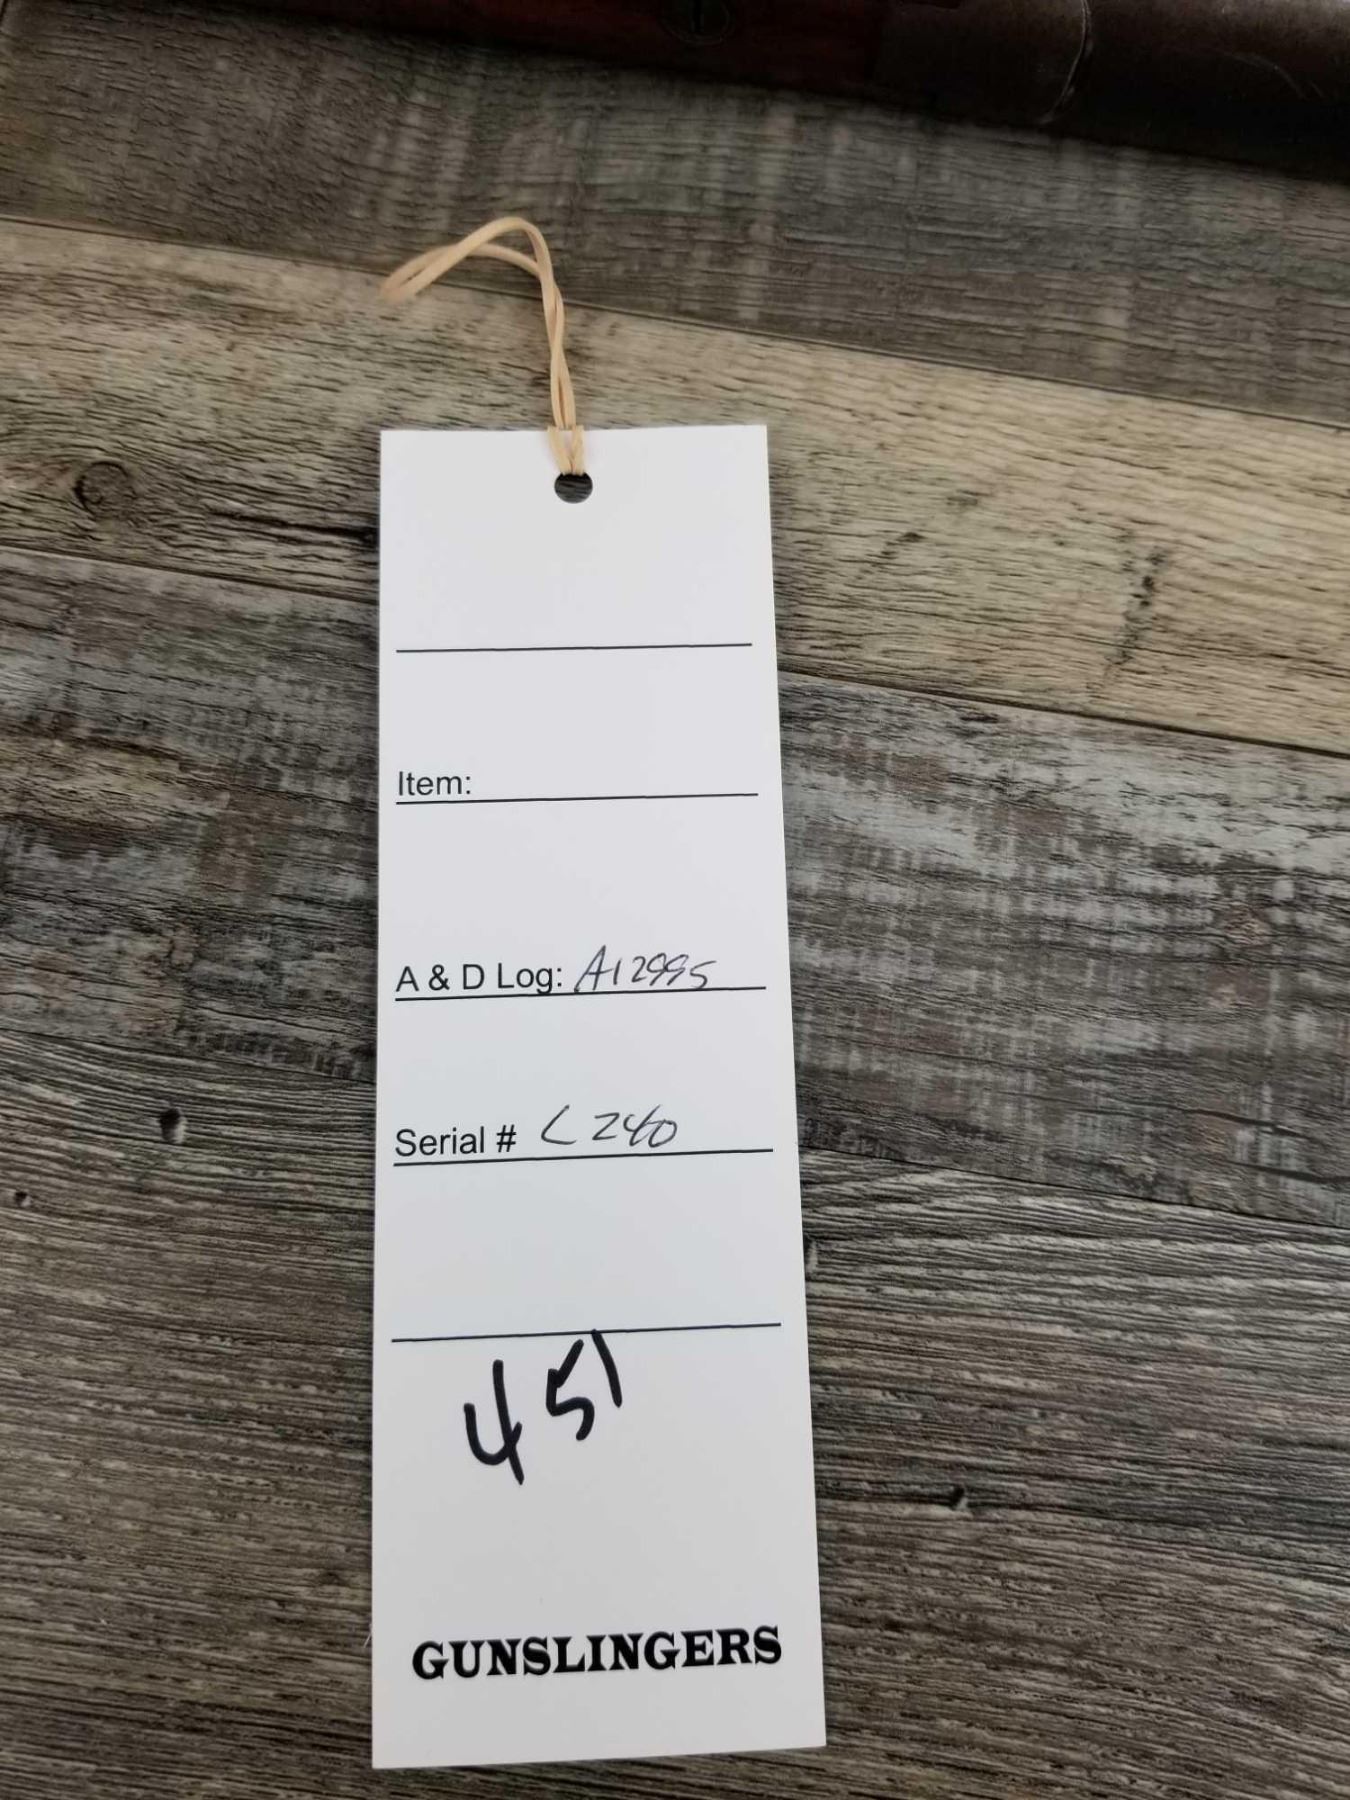 Item:
A & D Log: A12995
Serial # L240
451
GUNSLINGERS